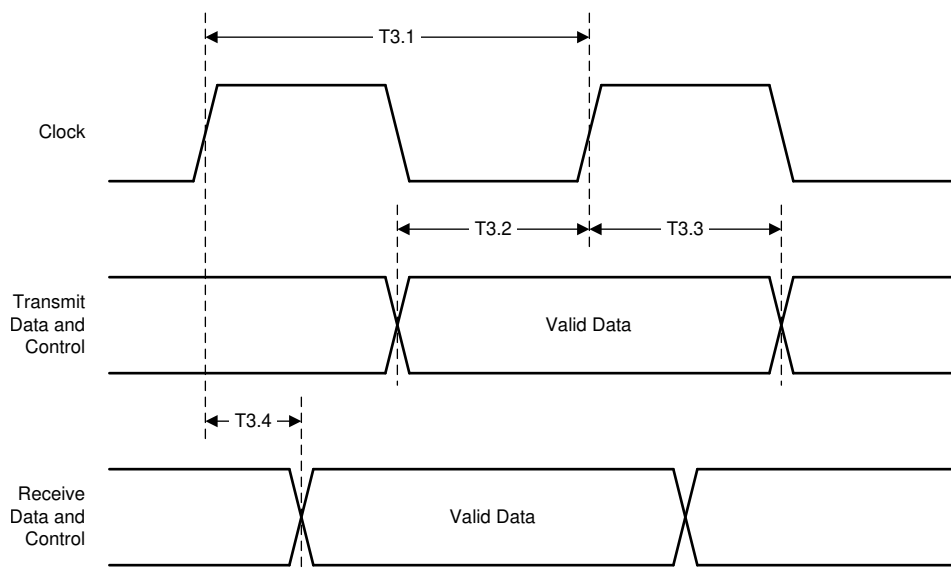 T3.1
Clock
T3.2
T3.3
Transmit
Data and
Control
Valid Data
T3.4
Receive
Data and
Control
Valid Data